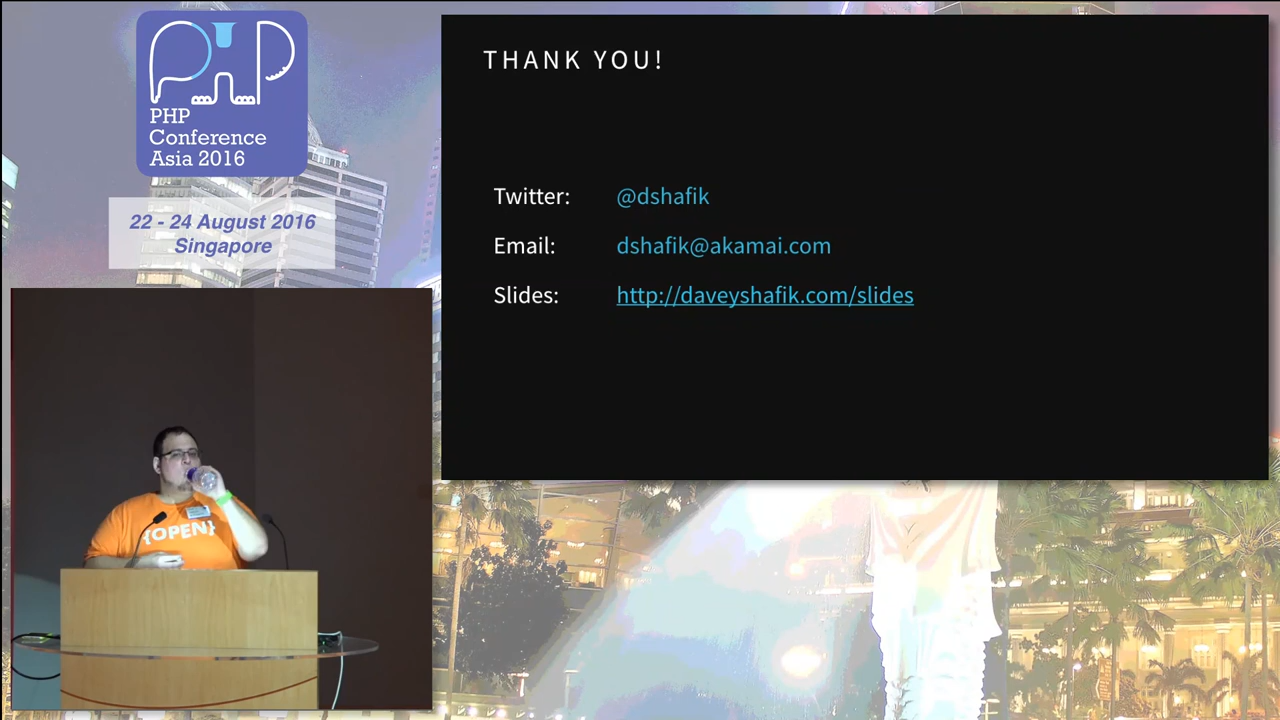 PHP
PHP
Conference
Asia 2016
22 - 24 August 2016
Singapore
{OPEN}
THANK YOU!
Twitter: @dshafik
Email: dshafik@akamai.com
Slides: http://daveyshafik.com/slides